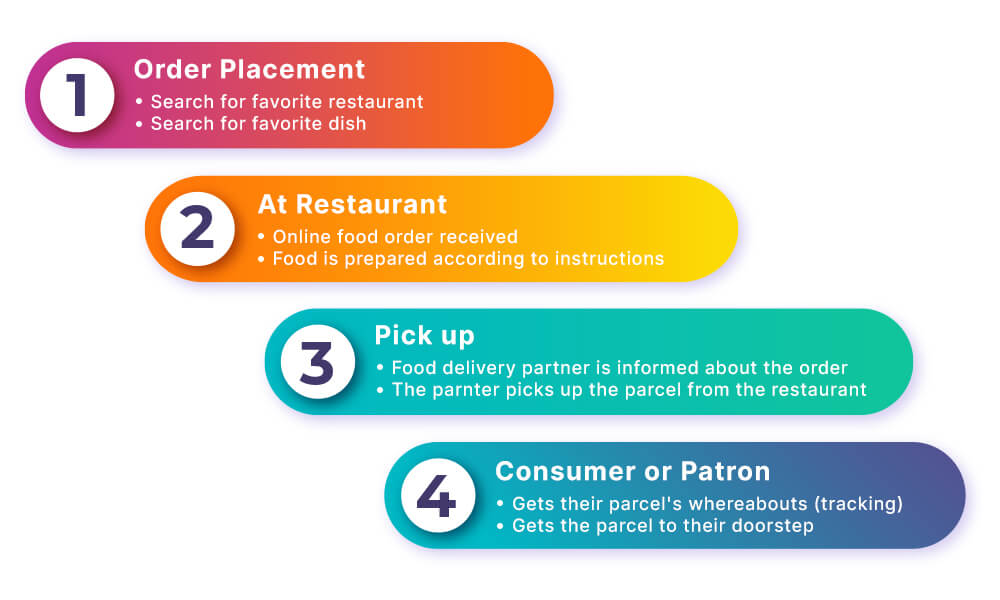 1
Order Placement
• Search for favorite restaurant
• Search for favorite dish
2
At Restaurant
• Online food order received
• Food is prepared according to instructions
3
Pick up
• Food delivery partner is informed about the order
• The parnter picks up the parcel from the restaurant
4
Consumer or Patron
• Gets their parcel's whereabouts (tracking)
• Gets the parcel to their doorstep